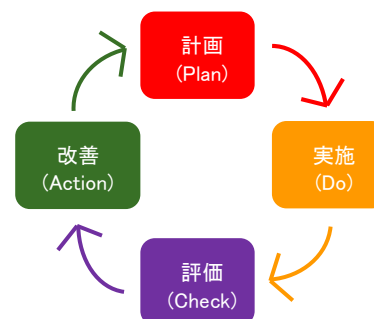 計画
(Plan)
実施
(Do)
評価
(Check)
改善
(Action)